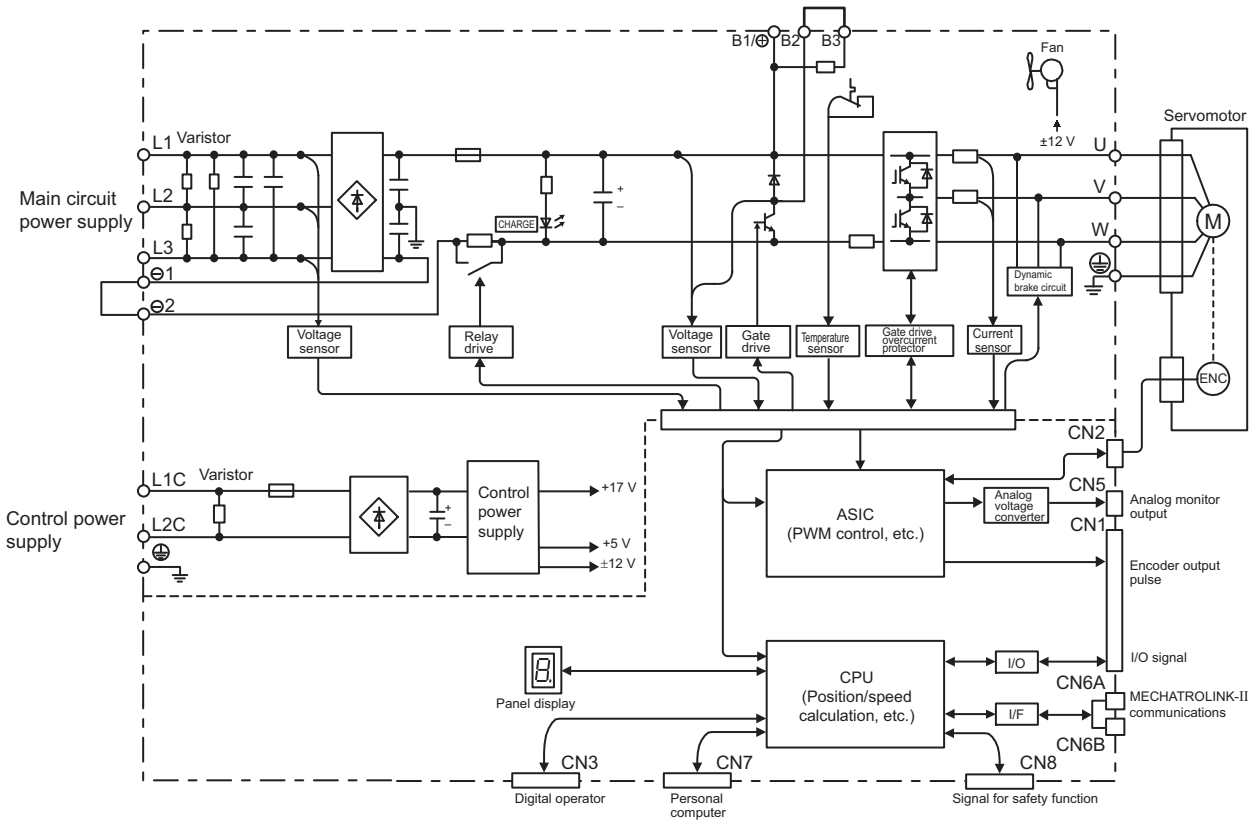 B1/⊕ B2 B3
Fan
±12 V
Servomotor
Varistor
L1
L2
L3
⊖1
⊖2
Main circuit
power supply
CHARGE
+
–
U
V
W
M
ENC
Dynamic
brake circuit
Voltage
sensor
Relay
drive
Voltage
sensor
Gate
drive
Temperature
sensor
Gate drive
overcurrent
protector
Current
sensor
Control power
supply
L1C
L2C
Varistor
+
–
Control
power
supply
+17 V
+5 V
±12 V
ASIC
(PWM control, etc.)
Analog
voltage
converter
CN2
CN5
Analog monitor
output
CN1
Encoder output
pulse
I/O signal
Panel display
8.
CPU
(Position/speed
calculation, etc.)
I/O
I/F
CN6A
MECHATROLINK-II
communications
CN6B
CN3
Digital operator
CN7
Personal
computer
CN8
Signal for safety function